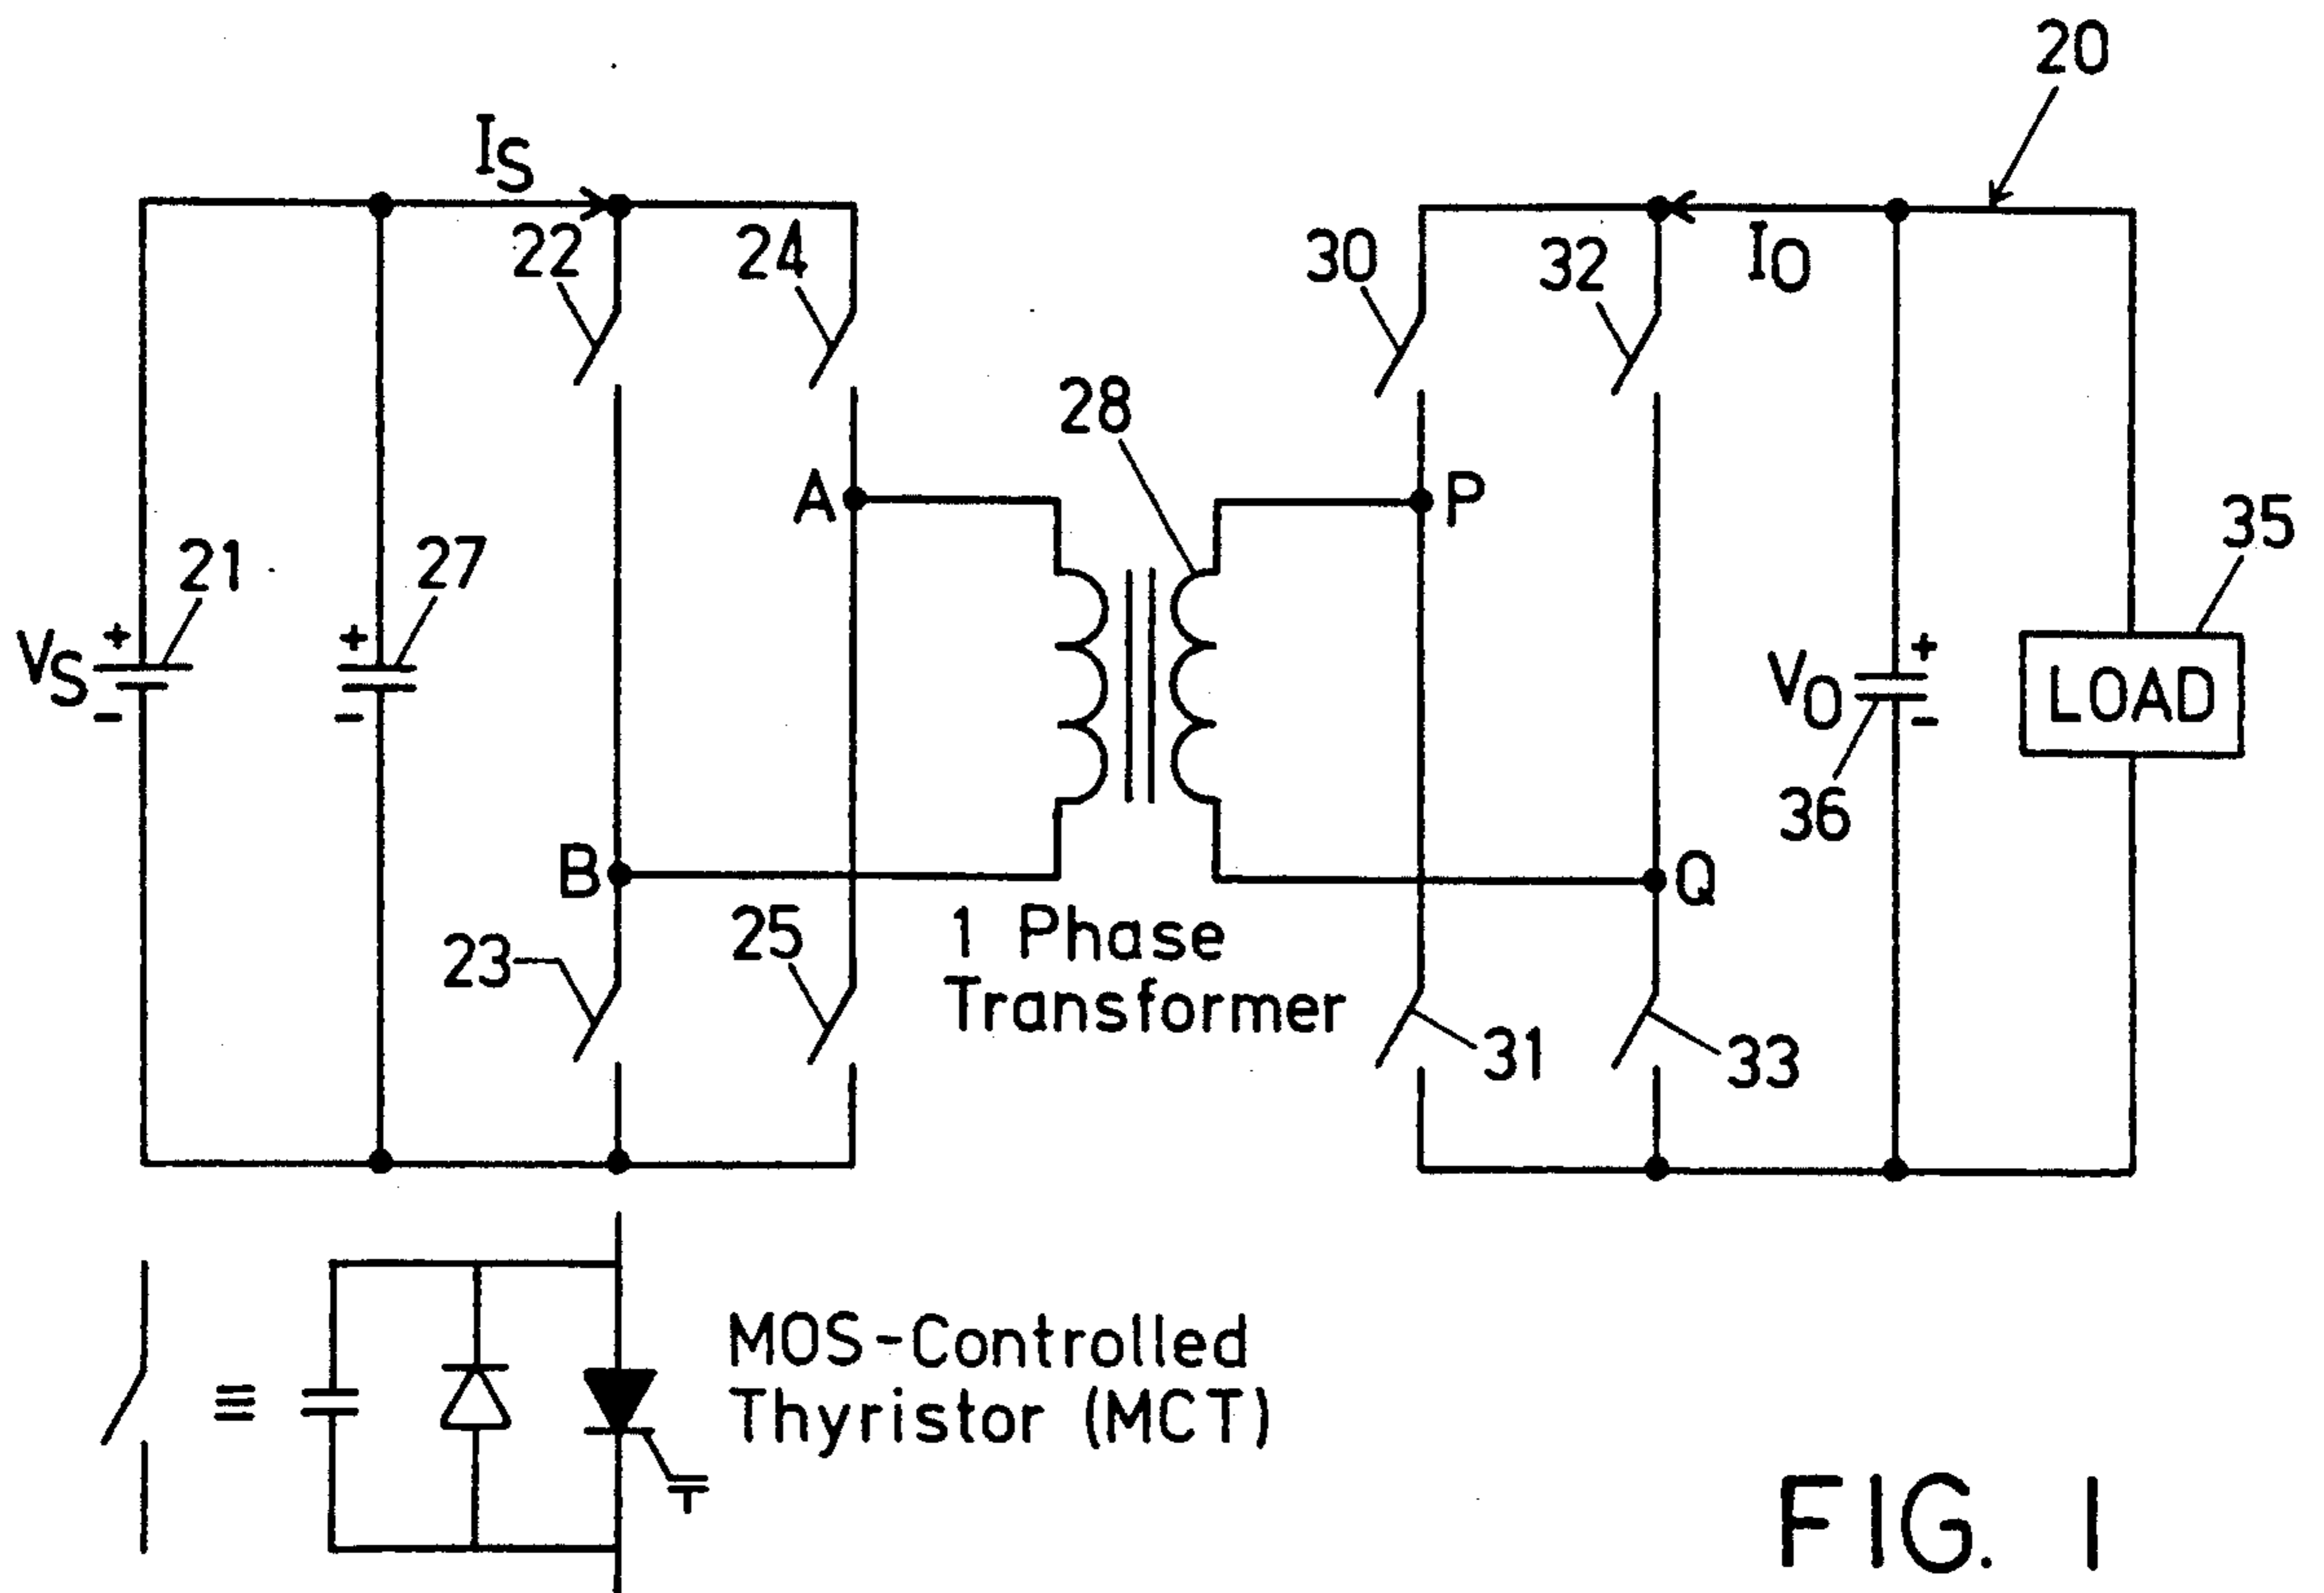 20
IS
22
24
30
32
IO
28
A
P
21
27
35
+
+
+
VS
VO
LOAD
-
-
-
36
B
Q
23
25
1 Phase
Transformer
31
33
≡
MOS-Controlled
Thyristor (MCT)
FIG. 1